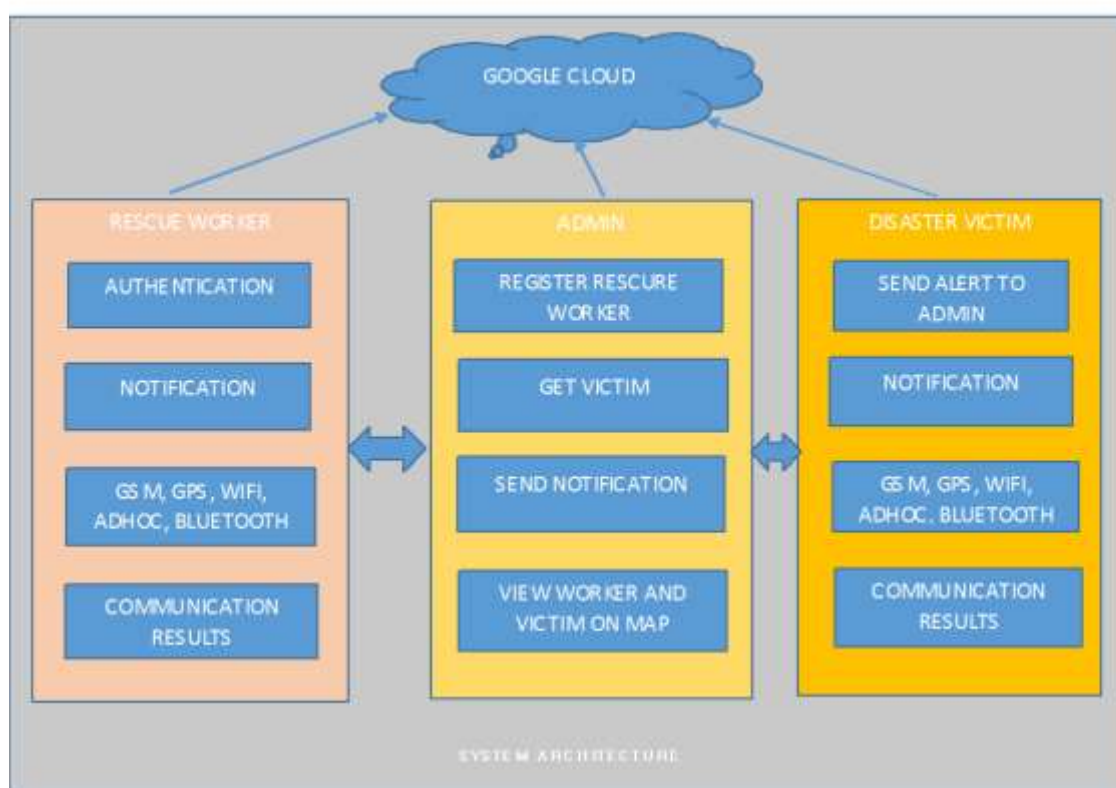 GOOGLE CLOUD
RESCUE WORKER
AUTHENTICATION
NOTIFICATION
GSM, GPS, WIFI,
ADHOC, BLUETOOTH
COMMUNICATION
RESULTS
ADMIN
REGISTER RESCURE
WORKER
GET VICTIM
SEND NOTIFICATION
VIEW WORKER AND
VICTIM ON MAP
DISASTER VICTIM
SEND ALERT TO
ADMIN
NOTIFICATION
GSM, GPS, WIFI,
ADHOC. BLUETOOTH
COMMUNICATION
RESULTS
SYSTEM ARCHITECTURE